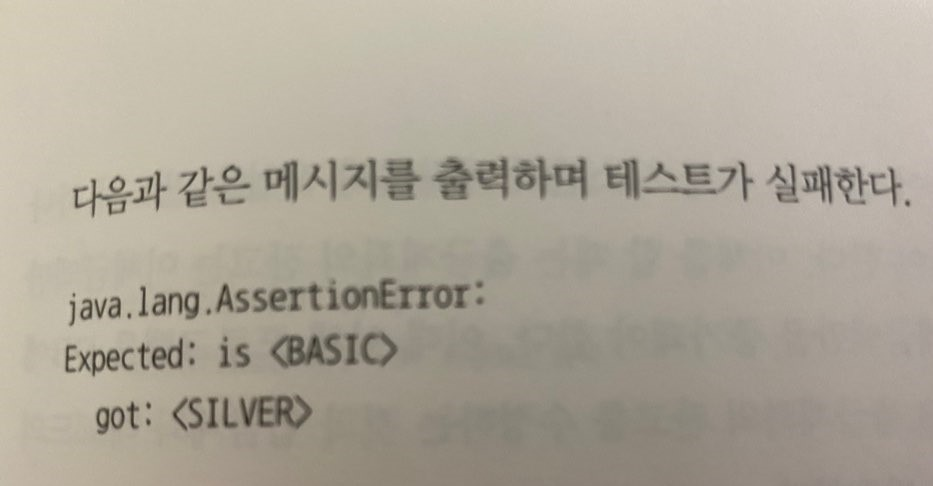 다음과 같은 메시지를 출력하며 테스트가 실패한다.
java.lang.AssertionError:
Expected: is <BASIC>
got: <SILVER>